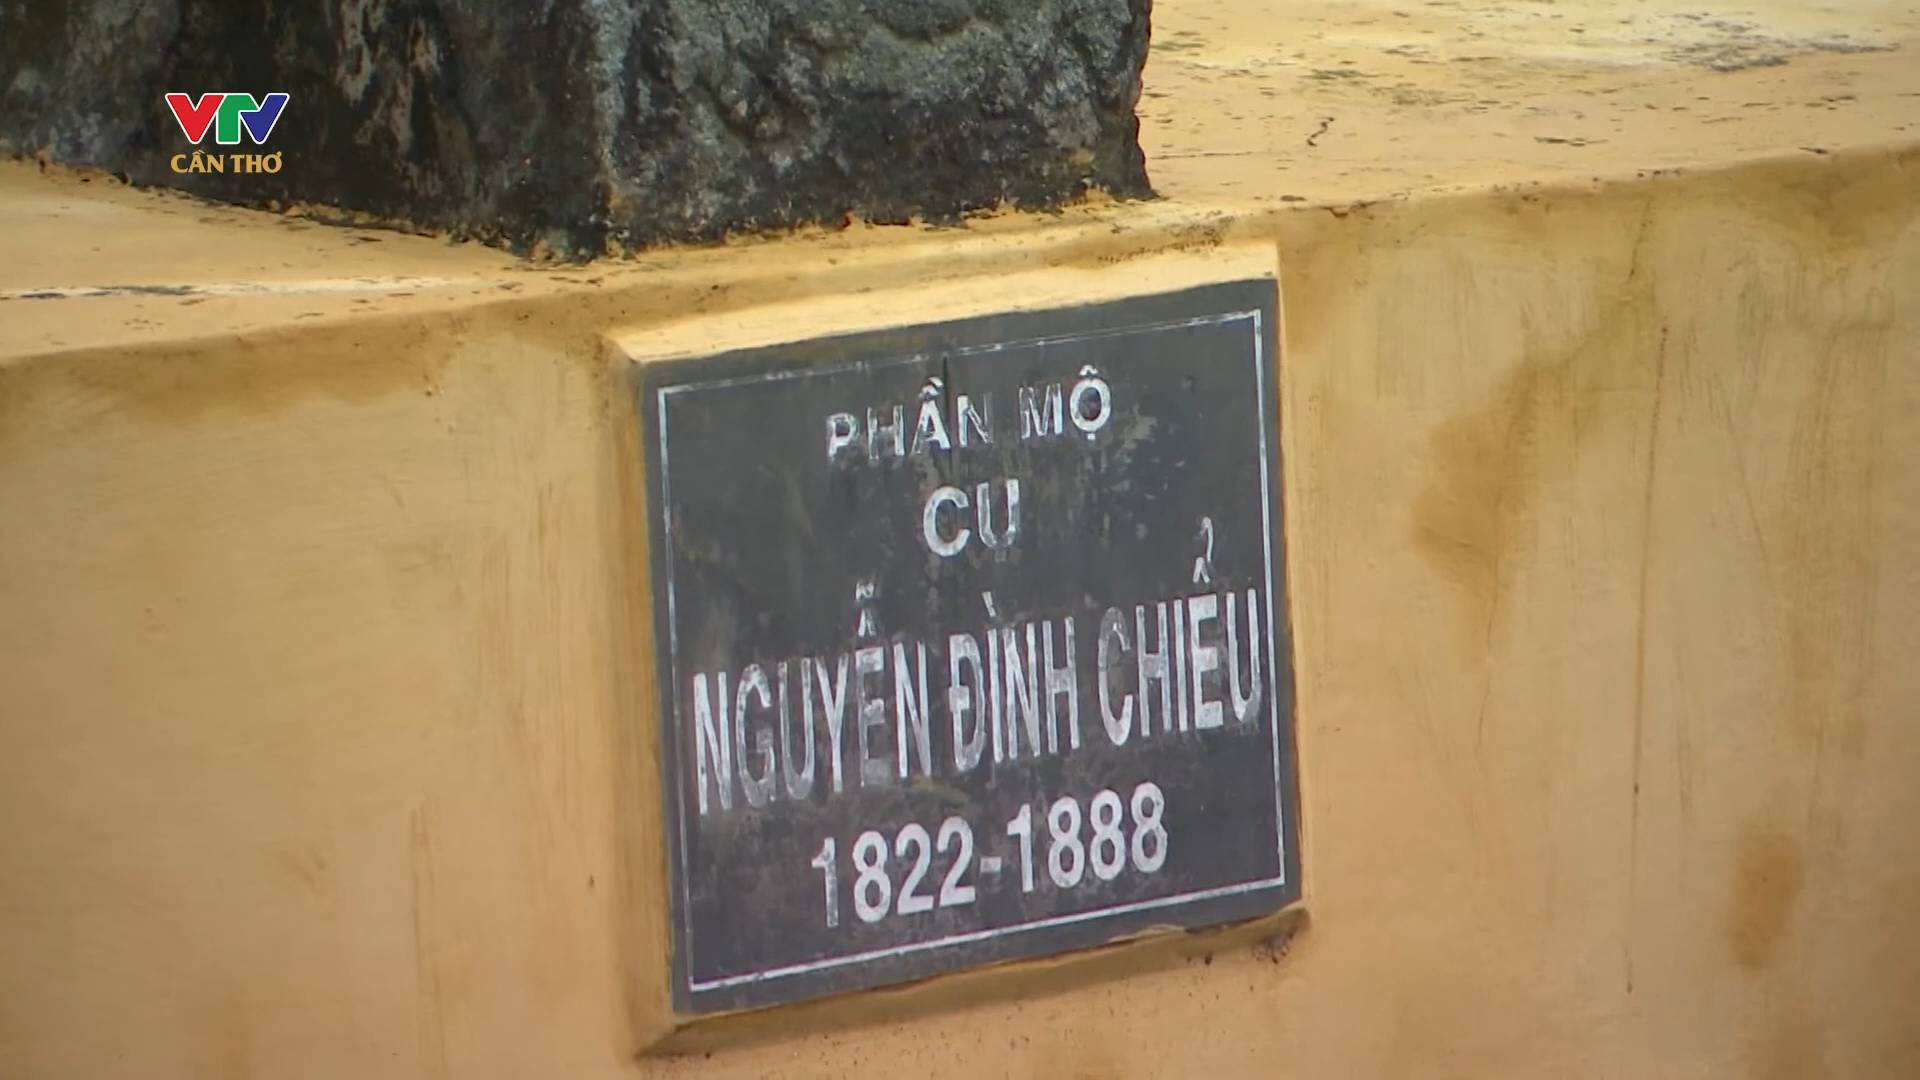 VTV
CẦN THƠ
PHẦN MỘ
CỤ
NGUYỄN ĐÌNH CHIỂU
1822-1888